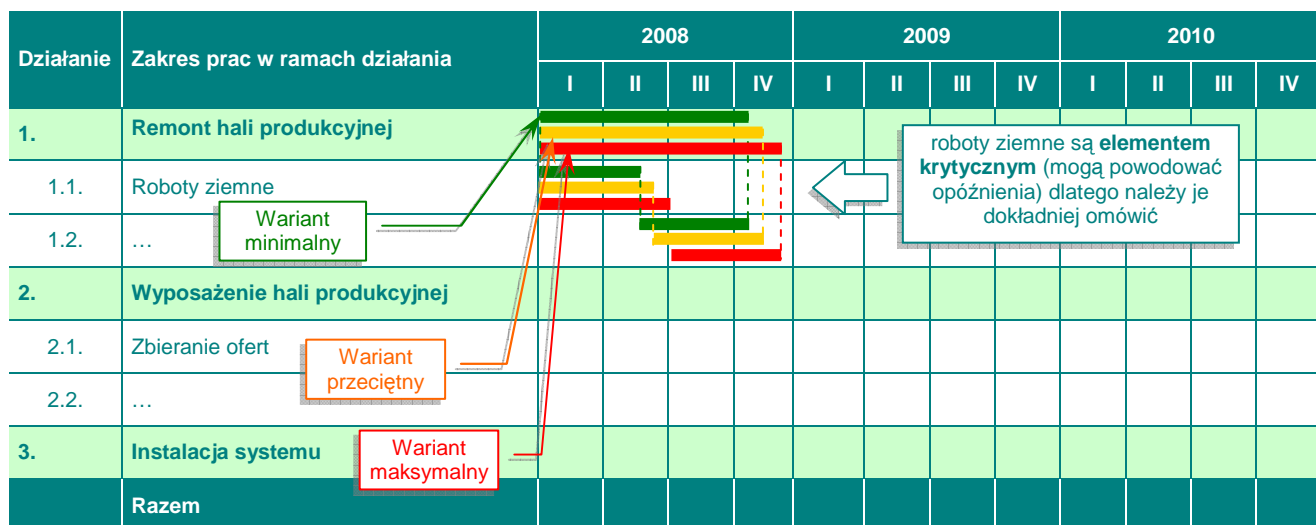 Działanie Zakres prac w ramach działania 2008 2009 2010
I II III IV I II III IV I II III IV
1. Remont hali produkcyjnej
roboty ziemne są elementem
krytycznym (mogą powodować
opóźnienia) dlatego należy je
dokładniej omówić
1.1. Roboty ziemne
Wariant
minimalny
1.2. …
2. Wyposażenie hali produkcyjnej
2.1. Zbieranie ofert
Wariant
przeciętny
2.2. …
3. Instalacja systemu
Wariant
maksymalny
Razem